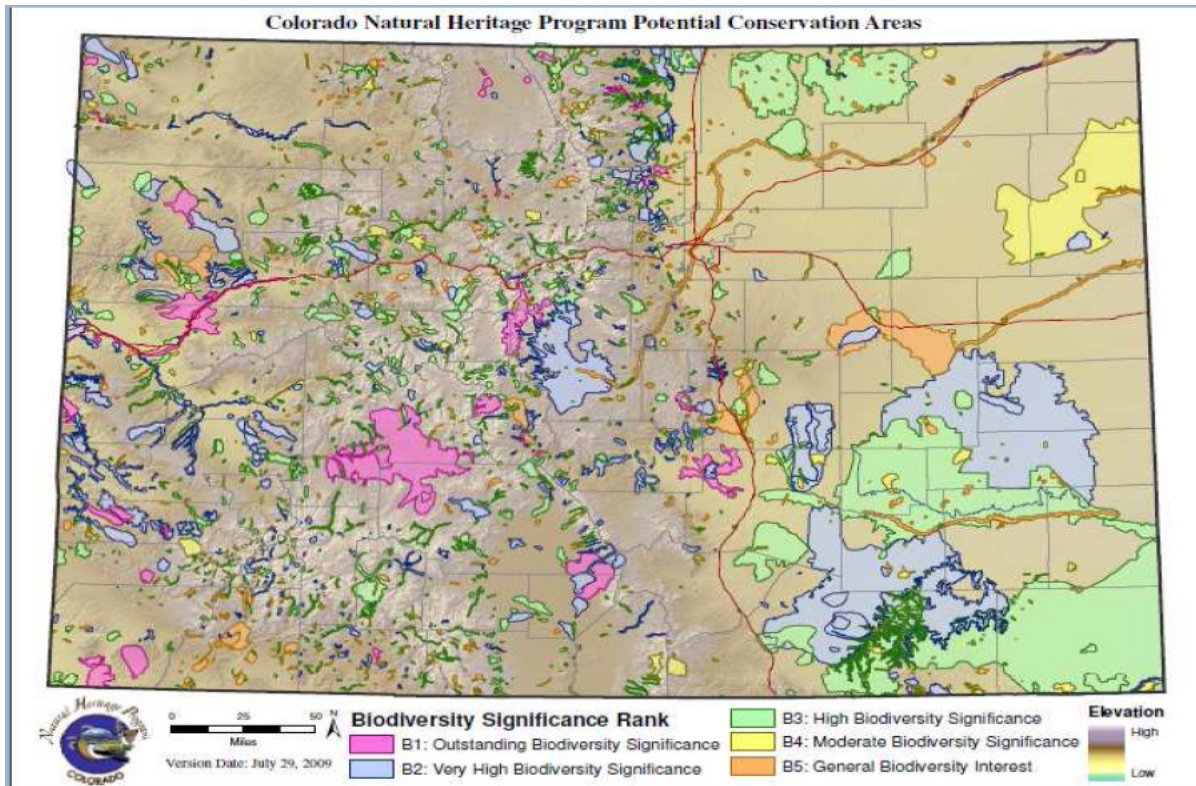 Colorado Natural Heritage Program Potential Conservation Areas
Natural Heritage Program
COLORADO
0 25 50
Miles
N
Version Date: July 29, 2009
Biodiversity Significance Rank
B1: Outstanding Biodiversity Significance
B2: Very High Biodiversity Significance
B3: High Biodiversity Significance
B4: Moderate Biodiversity Significance
B5: General Biodiversity Interest
Elevation
High
Low